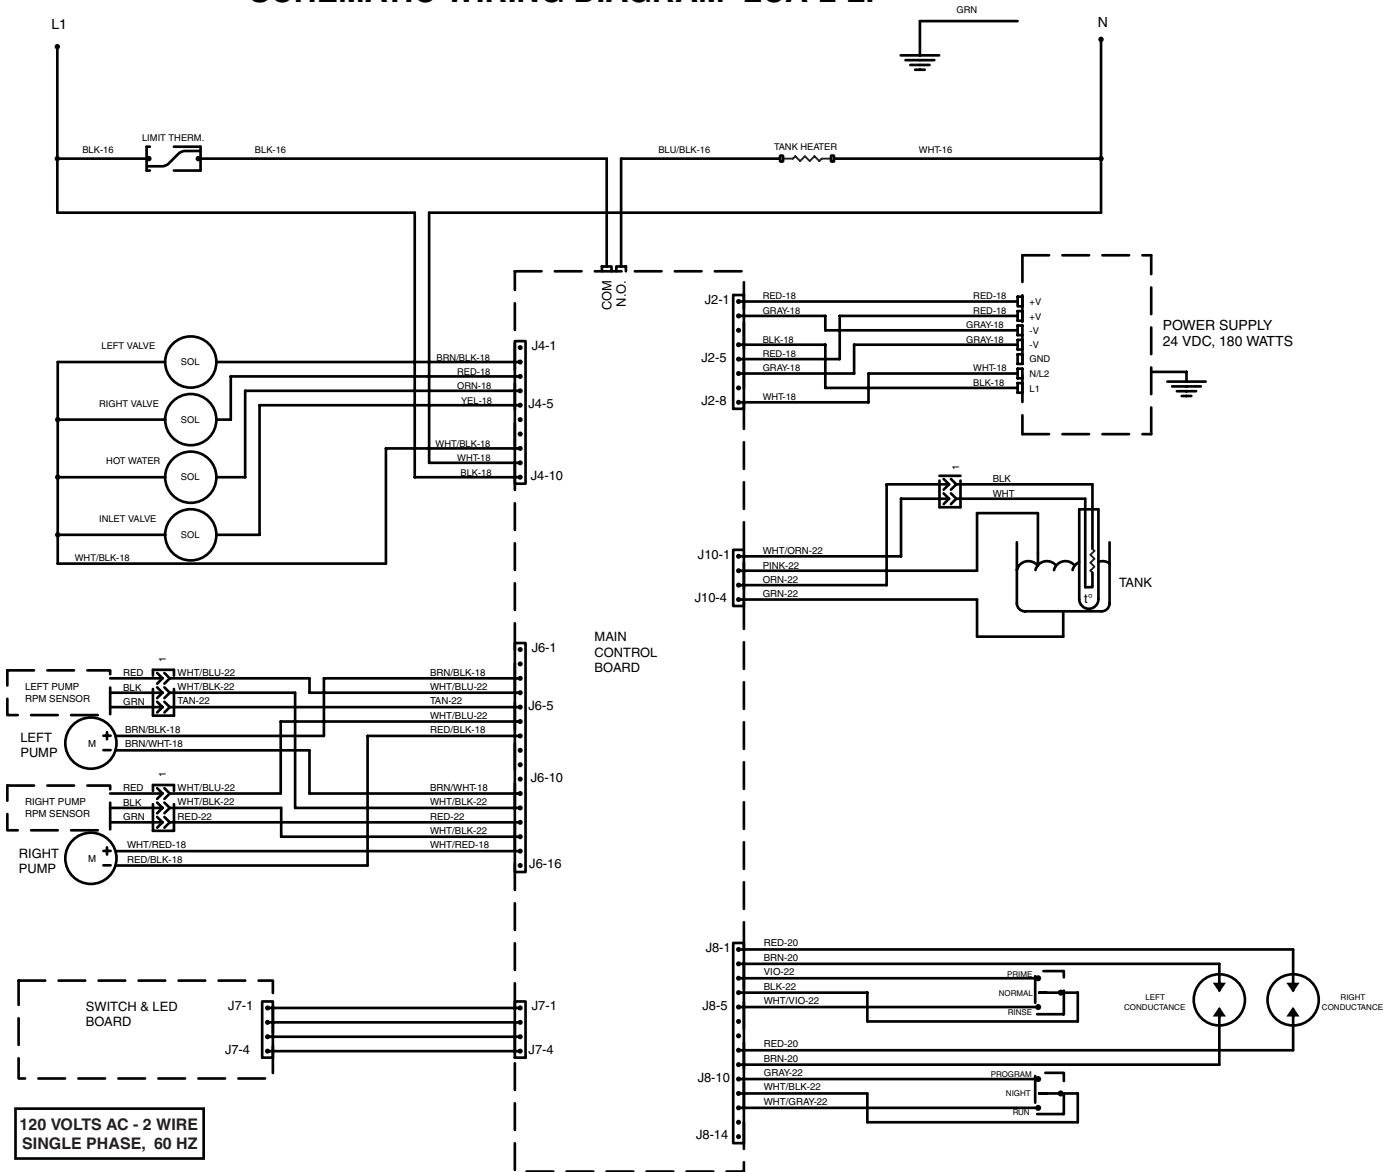 L1
GRN
N
LIMIT THERM.
BLK-16
BLK-16
BLU/BLK-16
TANK HEATER
WHT-16
COM
N.O.
J2-1
RED-18
GRAY-18
BLK-18
J2-5
RED-18
GRAY-18
J2-8
WHT-18
RED-18
RED-18
GRAY-18
GRAY-18
WHT-18
BLK-18
+V
+V
-V
-V
GND
N/L2
L1
POWER SUPPLY
24 VDC, 180 WATTS
LEFT VALVE
SOL
RIGHT VALVE
SOL
HOT WATER
SOL
INLET VALVE
SOL
WHT/BLK-18
J4-1
BRN/BLK-18
RED-18
ORN-18
YEL-18
J4-5
WHT/BLK-18
WHT-18
BLK-18
J4-10
1
BLK
WHT
J10-1
WHT/ORN-22
PINK-22
ORN-22
J10-4
GRN-22
t°
TANK
MAIN
CONTROL
BOARD
LEFT PUMP
RPM SENSOR
RED
BLK
GRN
1
WHT/BLU-22
WHT/BLK-22
TAN-22
LEFT
PUMP
M
+
–
BRN/BLK-18
BRN/WHT-18
RIGHT PUMP
RPM SENSOR
RED
BLK
GRN
1
WHT/BLU-22
WHT/BLK-22
RED-22
RIGHT
PUMP
M
+
–
WHT/RED-18
RED/BLK-18
J6-1
BRN/BLK-18
WHT/BLU-22
TAN-22
J6-5
WHT/BLU-22
RED/BLK-18
J6-10
BRN/WHT-18
WHT/BLK-22
RED-22
WHT/BLK-22
WHT/RED-18
J6-16
SWITCH & LED
BOARD
J7-1
J7-4
J7-1
J7-4
J8-1
RED-20
BRN-20
VIO-22
BLK-22
J8-5
WHT/VIO-22
RED-20
BRN-20
J8-10
GRAY-22
WHT/BLK-22
WHT/GRAY-22
J8-14
PRIME
NORMAL
RINSE
PROGRAM
NIGHT
RUN
LEFT
CONDUCTANCE
RIGHT
CONDUCTANCE
120 VOLTS AC - 2 WIRE
SINGLE PHASE, 60 HZ